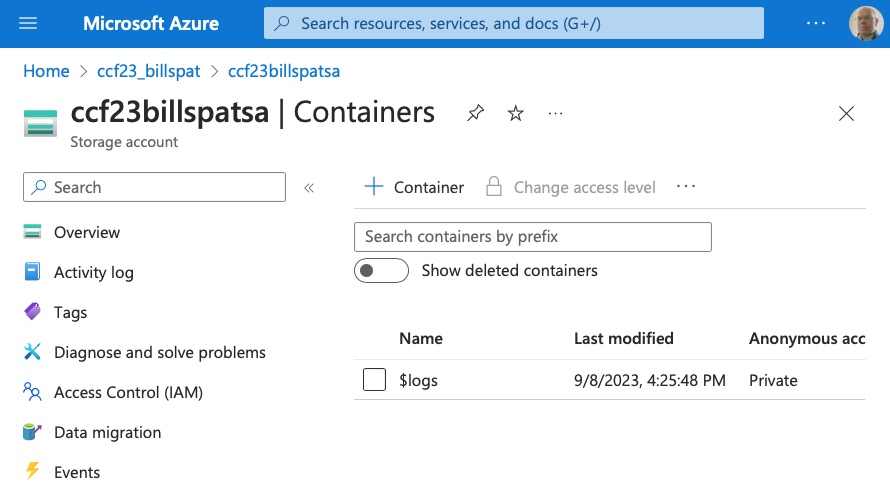 Microsoft Azure
Search resources, services, and docs (G+/)
Home > ccf23_billspat > ccf23billspatsa
ccf23billspatsa | Containers
Storage account
Search
Container
Change access level
Search containers by prefix
Show deleted containers
Overview
Activity log
Tags
Diagnose and solve problems
Access Control (IAM)
Data migration
Events
Name Last modified Anonymous acc
$logs 9/8/2023, 4:25:48 PM Private